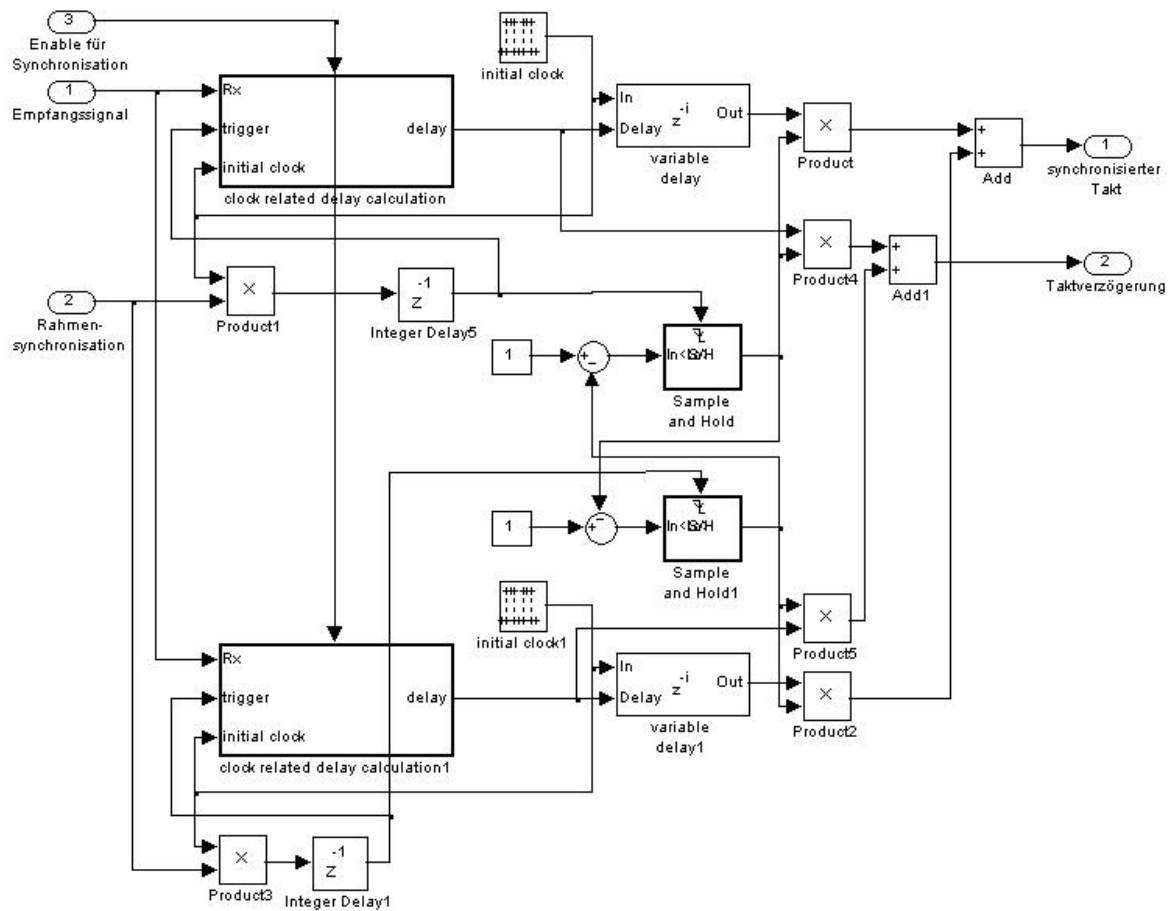 3
Enable für
Synchronisation
1
Empfangssignal
Rx
trigger
initial clock
delay
clock related delay calculation
initial clock
In
Delay
z
-i
Out
variable
delay
×
Product
+
+
Add
1
synchronisierter
Takt
×
Product4
+
+
Add1
2
Taktverzögerung
2
Rahmen-
synchronisation
×
Product1
-1
z
Integer Delay5
1
+
−
Sample
and Hold
1
+
−
Sample
and Hold1
initial clock1
Rx
trigger
initial clock
delay
clock related delay calculation1
In
Delay
z
-i
Out
variable
delay1
×
Product5
×
Product2
×
Product3
-1
z
Integer Delay1